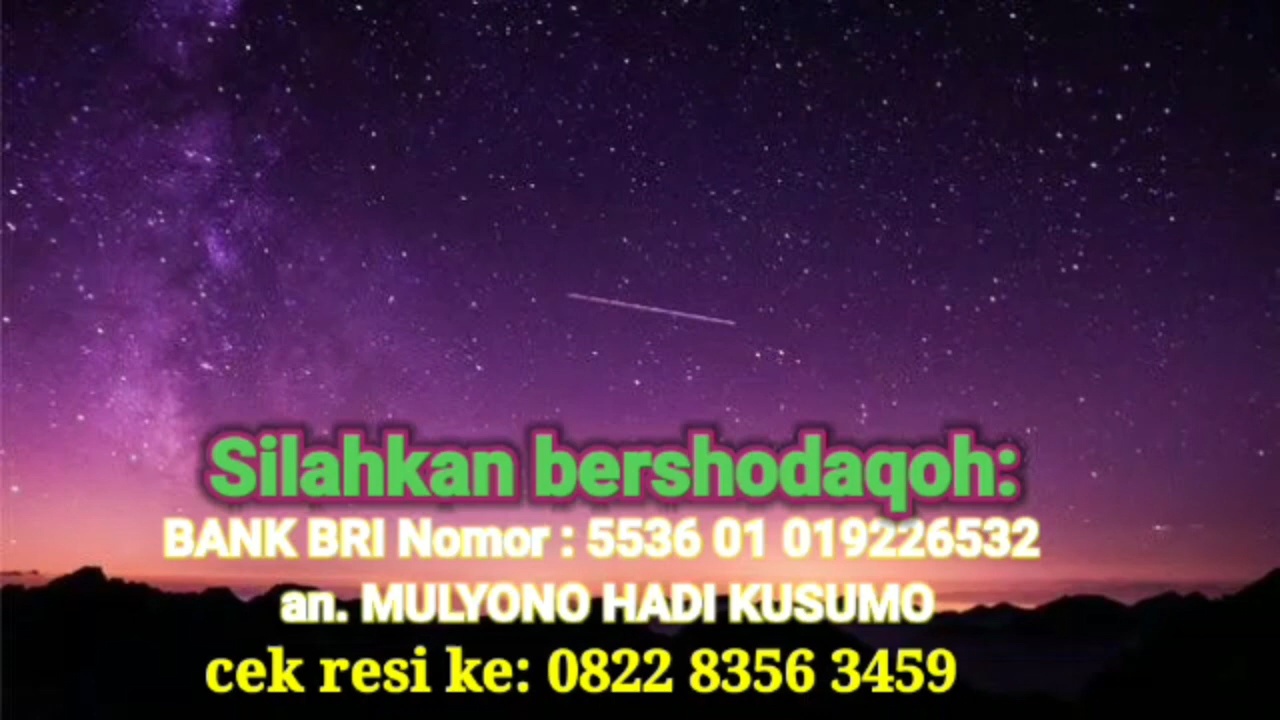 Silahkan bershodaqoh:
BANK BRI Nomor : 5536 01 019226532
an. MULYONO HADI KUSUMO
cek resi ke: 0822 8356 3459